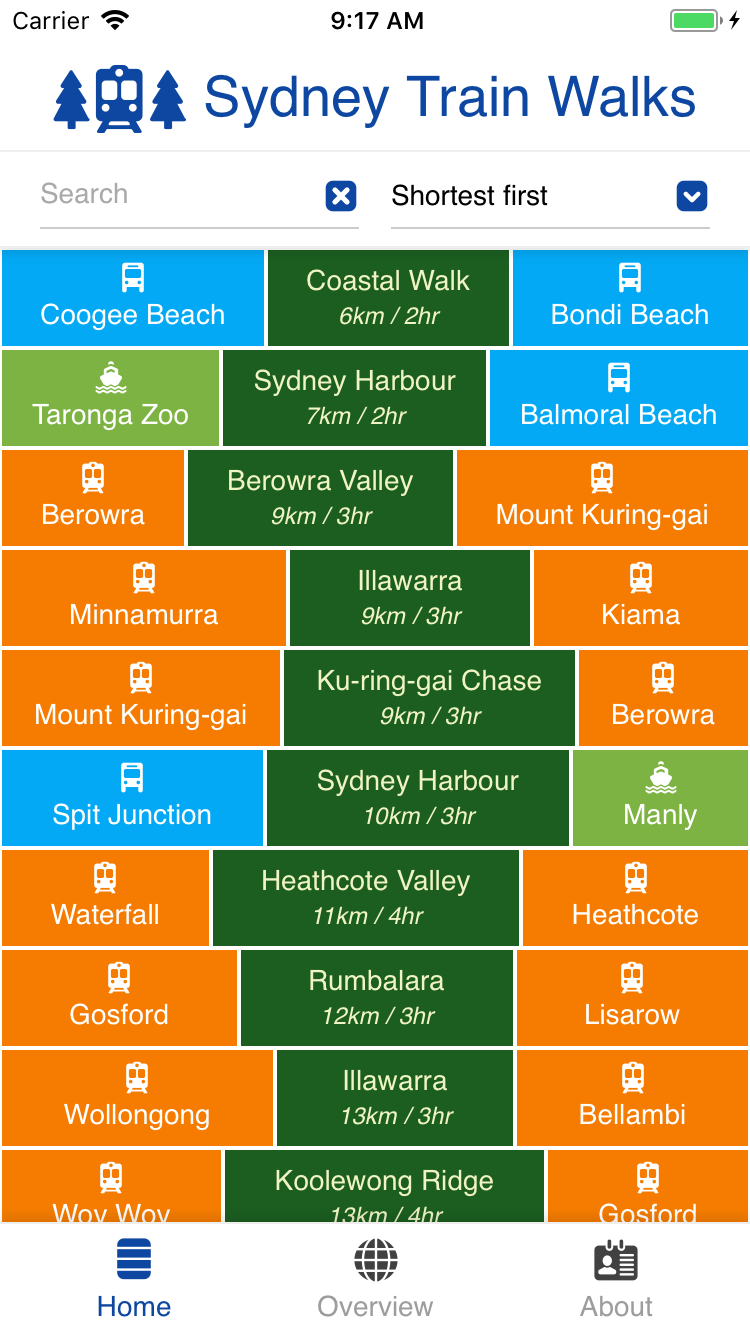 Carrier 9:17 AM
Sydney Train Walks
Search Shortest first
Coastal Walk
Coogee Beach 6km / 2hr Bondi Beach
Sydney Harbour
Taronga Zoo 7km / 2hr Balmoral Beach
Berowra Valley
Berowra 9km / 3hr Mount Kuring-gai
Illawarra
Minnamurra 9km / 3hr Kiama
Ku-ring-gai Chase
Mount Kuring-gai 9km / 3hr Berowra
Sydney Harbour
Spit Junction 10km / 3hr Manly
Heathcote Valley
Waterfall 11km / 4hr Heathcote
Rumbalara
Gosford 12km / 3hr Lisarow
Illawarra
Wollongong 13km / 3hr Bellambi
Koolewong Ridge
Woy Woy 13km / 4hr Gosford
Home Overview About